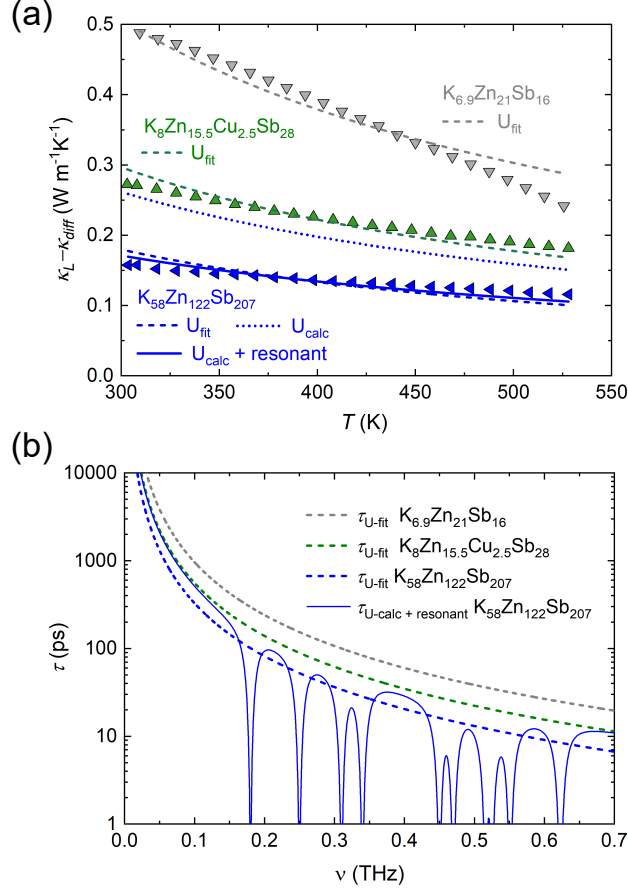 (a)
0.5
0.4
0.3
0.2
0.1
0.0
κL–κdiff (W m-1K-1)
K6.9Zn21Sb16
Ufit
K8Zn15.5Cu2.5Sb28
Ufit
K58Zn122Sb207
Ufit Ucalc
Ucalc + resonant
300 350 400 450 500 550
T (K)
(b)
10000
1000
100
10
1
τ (ps)
τU-fit K6.9Zn21Sb16
τU-fit K8Zn15.5Cu2.5Sb28
τU-fit K58Zn122Sb207
τU-calc + resonant K58Zn122Sb207
0.0 0.1 0.2 0.3 0.4 0.5 0.6 0.7
ν (THz)